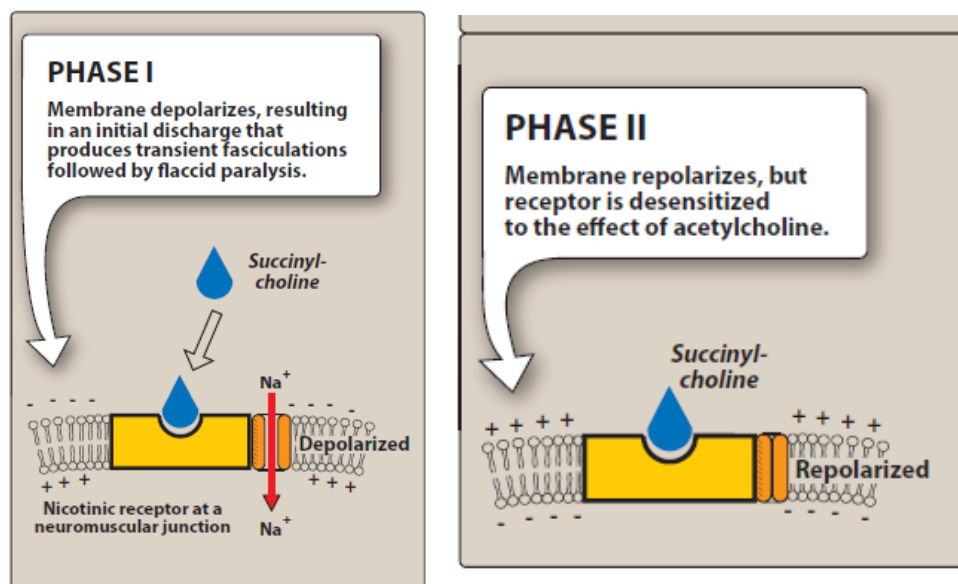 PHASE I
Membrane depolarizes, resulting
in an initial discharge that
produces transient fasciculations
followed by flaccid paralysis.
Succinyl-
choline
Na+
- - - -
- - - -
Depolarized
+ + + +
+ + + +
Nicotinic receptor at a
neuromuscular junction
Na+
PHASE II
Membrane repolarizes, but
receptor is desensitized
to the effect of acetylcholine.
Succinyl-
choline
+ + + +
+ + + +
Repolarized
- - - -
- - - -